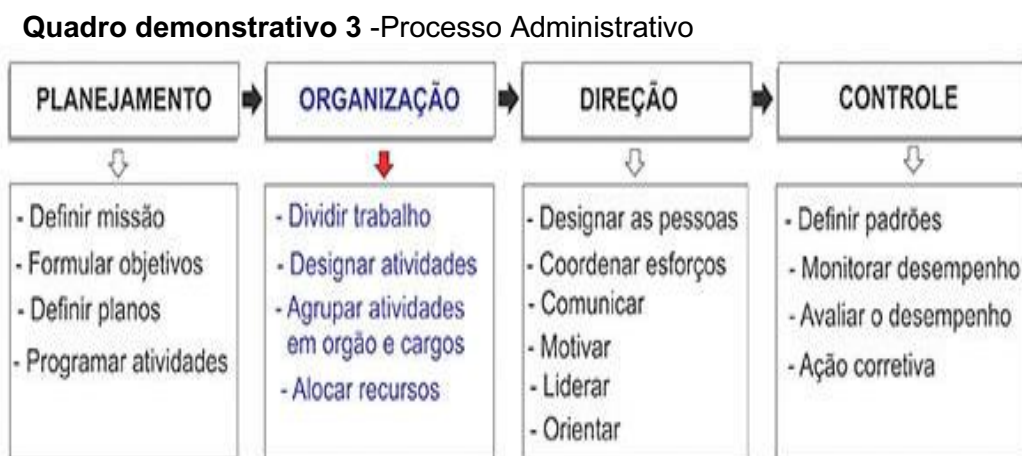 Quadro demonstrativo 3 -Processo Administrativo
PLANEJAMENTO
- Definir missão
- Formular objetivos
- Definir planos
- Programar atividades
ORGANIZAÇÃO
- Dividir trabalho
- Designar atividades
- Agrupar atividades
em orgão e cargos
- Alocar recursos
DIREÇÃO
- Designar as pessoas
- Coordenar esforços
- Comunicar
- Motivar
- Liderar
- Orientar
CONTROLE
- Definir padrões
- Monitorar desempenho
- Avaliar o desempenho
- Ação corretiva